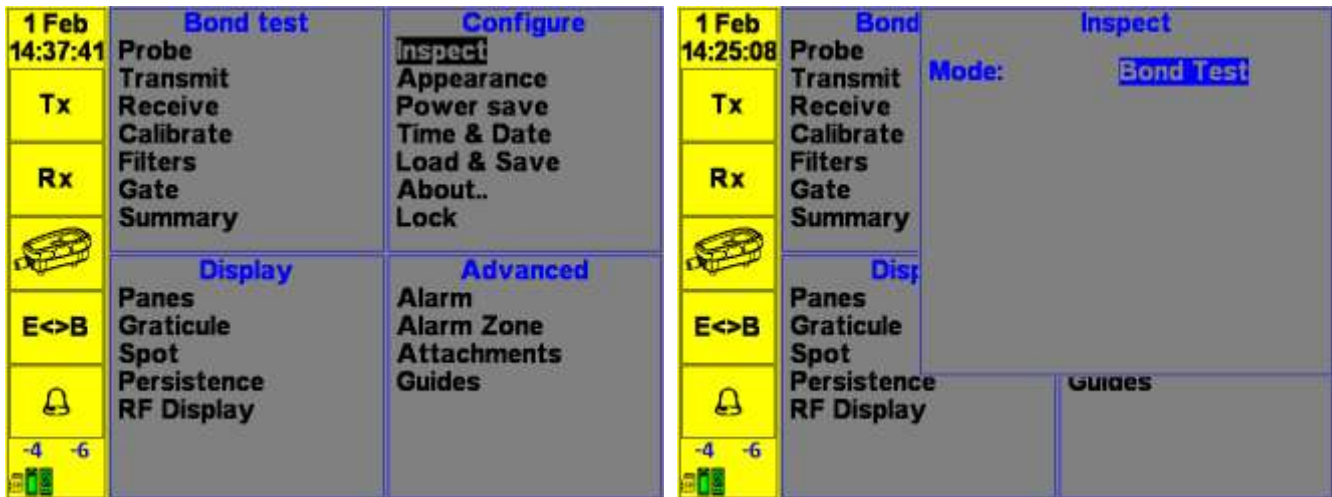 1 Feb
14:37:41
Tx
Rx
E<>B
-4 -6
Bond test
Probe
Transmit
Receive
Calibrate
Filters
Gate
Summary
Configure
Inspect
Appearance
Power save
Time & Date
Load & Save
About..
Lock
Display
Panes
Graticule
Spot
Persistence
RF Display
Advanced
Alarm
Alarm Zone
Attachments
Guides
1 Feb
14:25:08
Tx
Rx
E<>B
-4 -6
Bond
Probe
Transmit
Receive
Calibrate
Filters
Gate
Summary
Inspect
Mode: Bond Test
Disp
Panes
Graticule
Spot
Persistence
RF Display
Guides